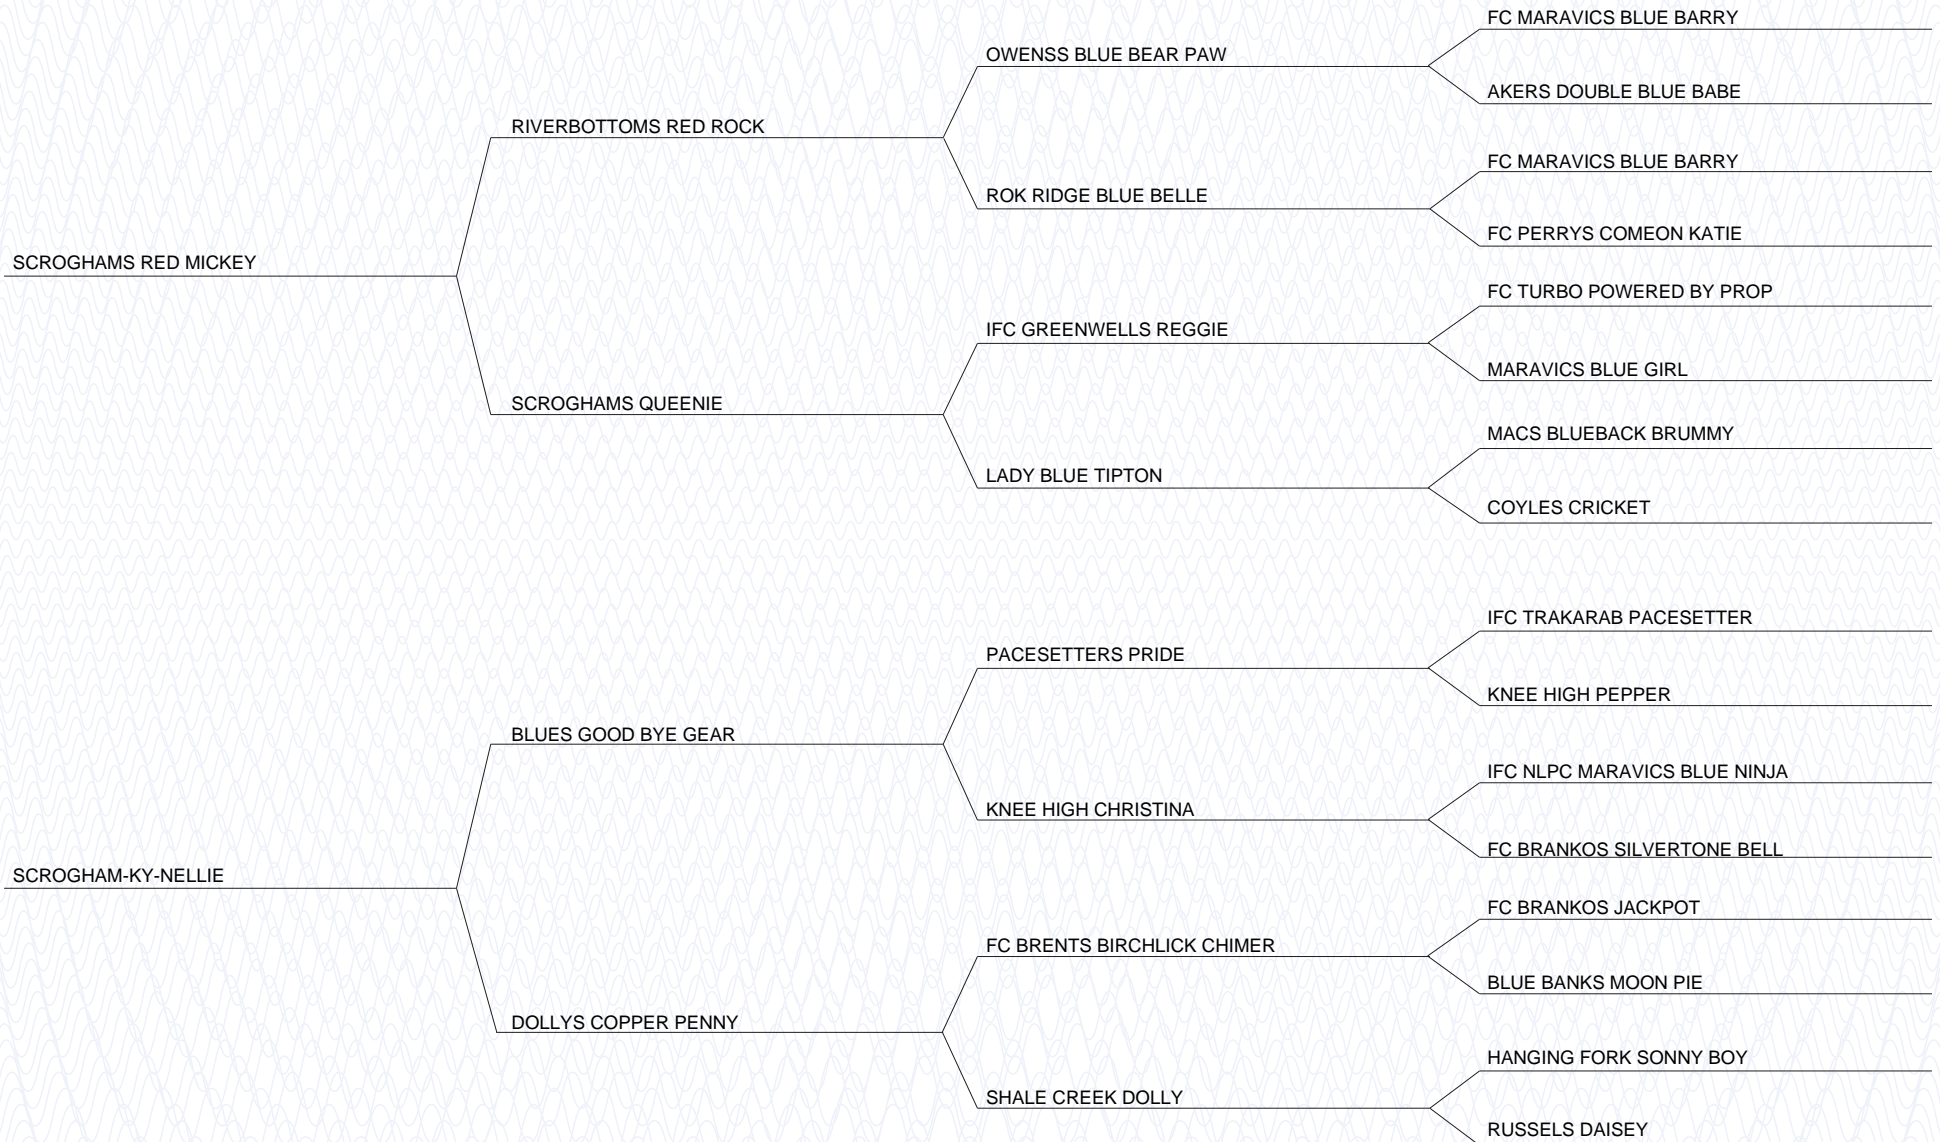 FC MARAVICS BLUE BARRY
OWENSS BLUE BEAR PAW
AKERS DOUBLE BLUE BABE
RIVERBOTTOMS RED ROCK
FC MARAVICS BLUE BARRY
ROK RIDGE BLUE BELLE
FC PERRYS COMEON KATIE
SCROGHAMS RED MICKEY
FC TURBO POWERED BY PROP
IFC GREENWELLS REGGIE
MARAVICS BLUE GIRL
SCROGHAMS QUEENIE
MACS BLUEBACK BRUMMY
LADY BLUE TIPTON
COYLES CRICKET
IFC TRAKARAB PACESETTER
PACESETTERS PRIDE
KNEE HIGH PEPPER
BLUES GOOD BYE GEAR
IFC NLPC MARAVICS BLUE NINJA
KNEE HIGH CHRISTINA
FC BRANKOS SILVERTONE BELL
SCROGHAM-KY-NELLIE
FC BRANKOS JACKPOT
FC BRENTS BIRCHLICK CHIMER
BLUE BANKS MOON PIE
DOLLYS COPPER PENNY
HANGING FORK SONNY BOY
SHALE CREEK DOLLY
RUSSELS DAISEY